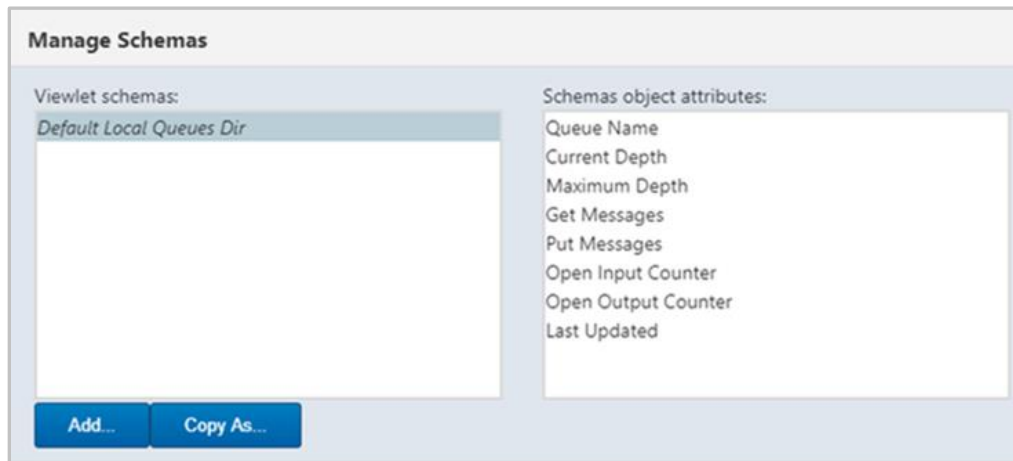 Manage Schemas
Viewlet schemas:
Default Local Queues Dir
Schemas object attributes:
Queue Name
Current Depth
Maximum Depth
Get Messages
Put Messages
Open Input Counter
Open Output Counter
Last Updated
Add...
Copy As...